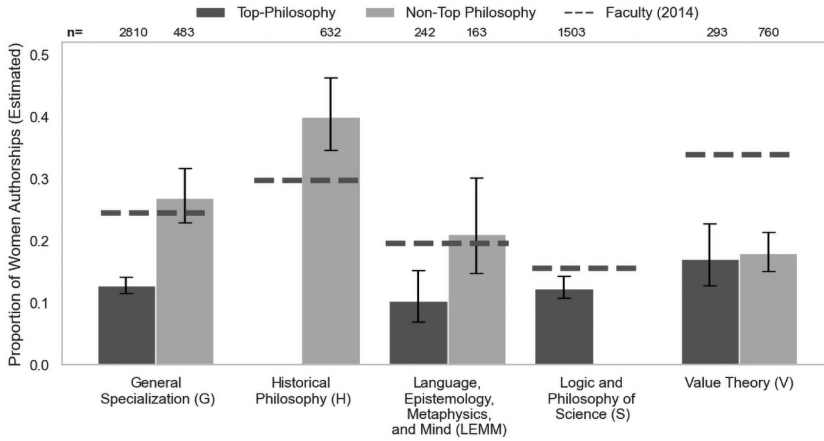 Top-Philosophy Non-Top Philosophy Faculty (2014)
n= 2810 483 632 242 163 1503 293 760
Proportion of Women Authorships (Estimated)
0.5
0.4
0.3
0.2
0.1
0.0
General
Specialization (G)
Historical
Philosophy (H)
Language,
Epistemology,
Metaphysics,
and Mind (LEMM)
Logic and
Philosophy of
Science (S)
Value Theory (V)